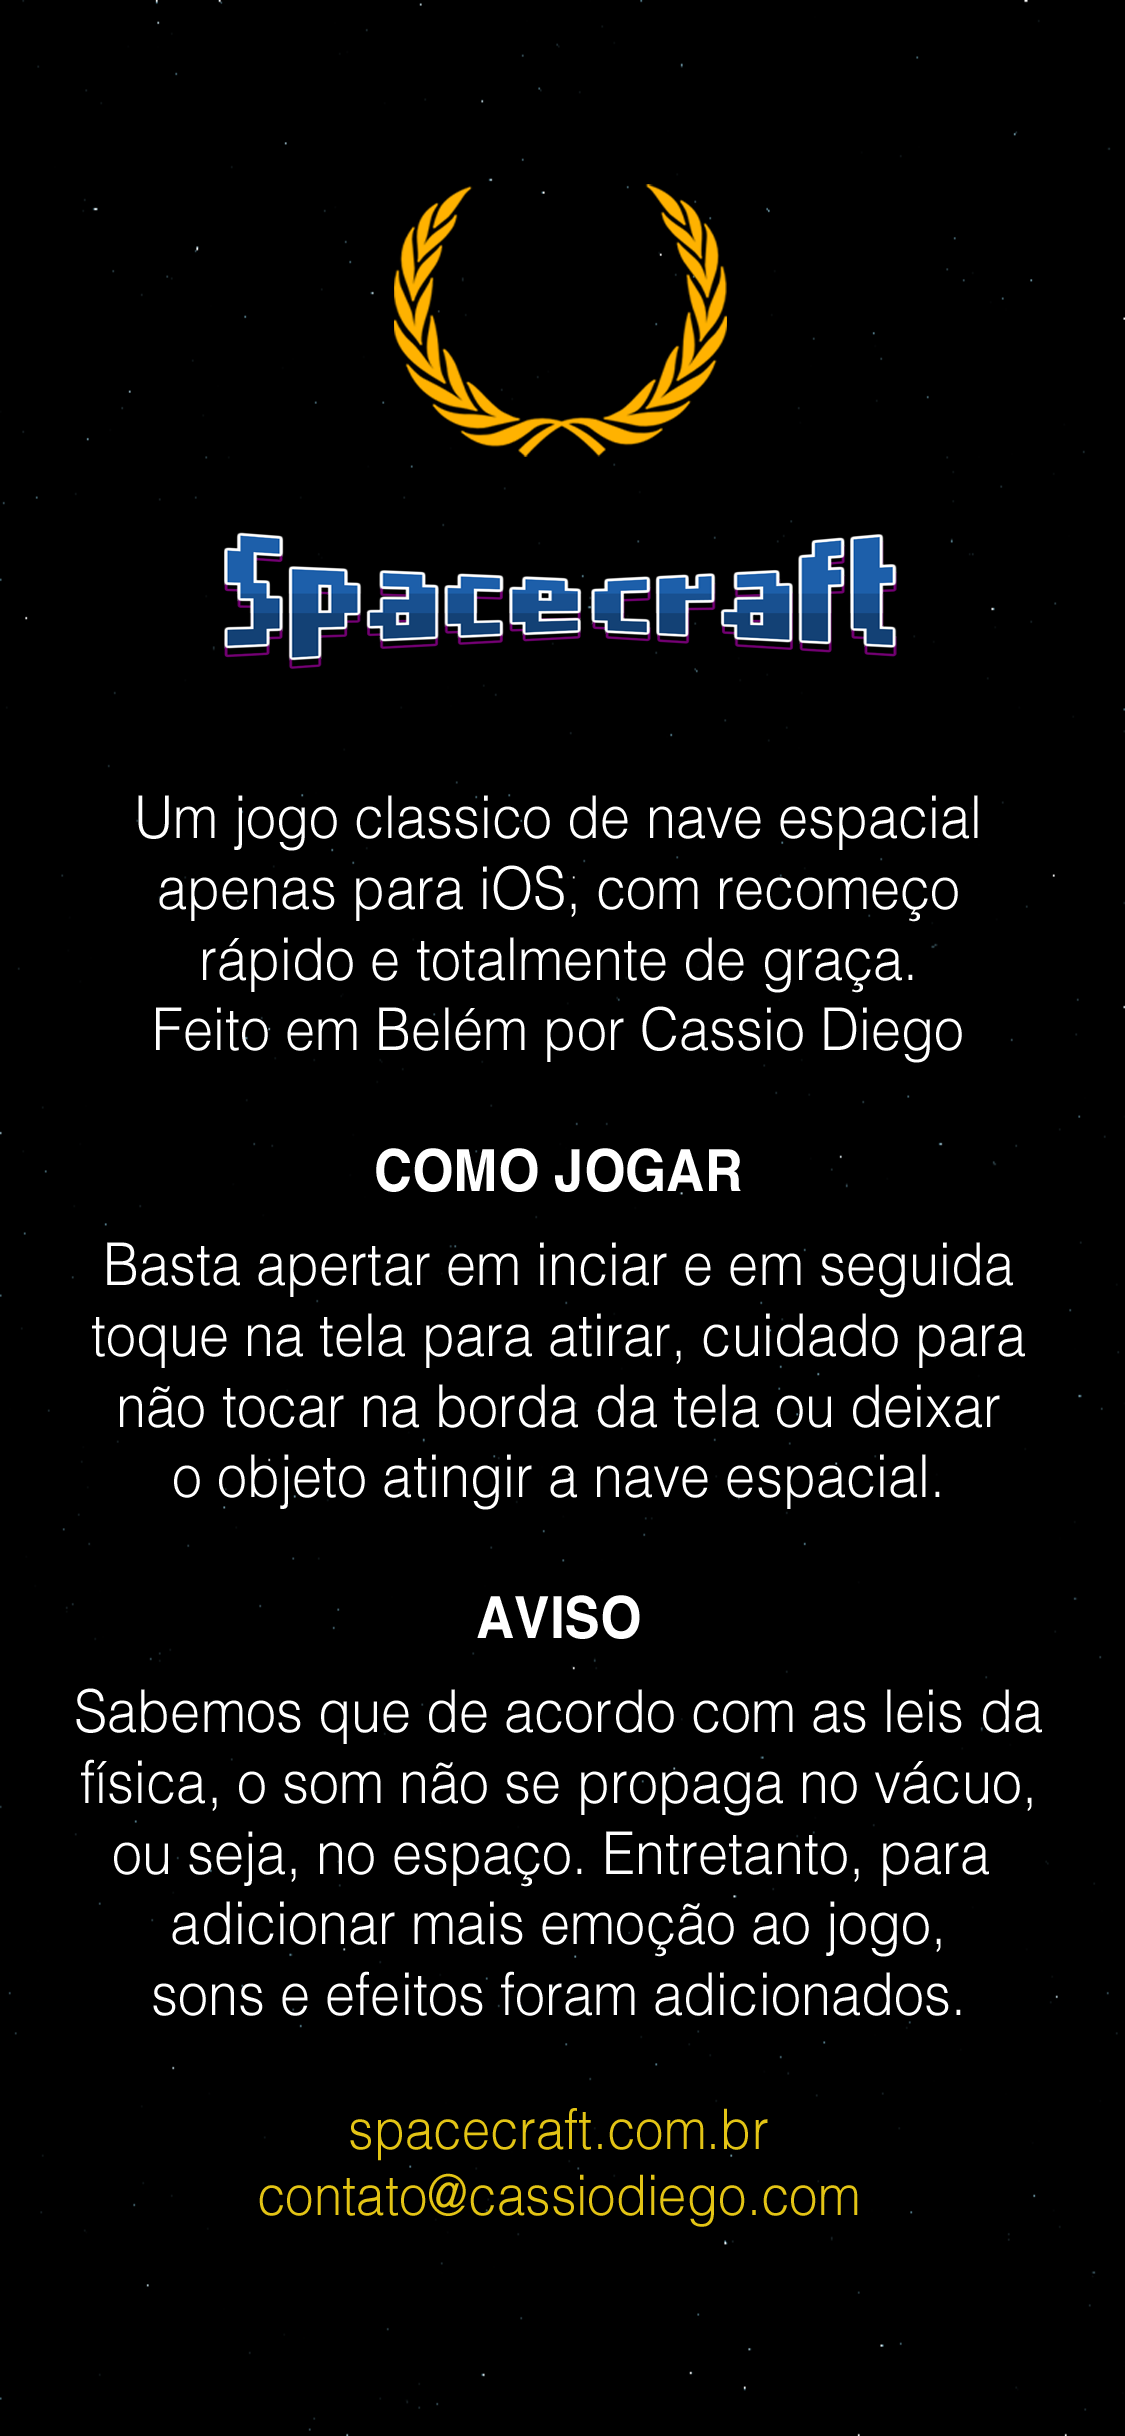 Spacecraft
Um jogo classico de nave espacial
apenas para iOS, com recomeço
rápido e totalmente de graça.
Feito em Belém por Cassio Diego
COMO JOGAR
Basta apertar em inciar e em seguida
toque na tela para atirar, cuidado para
não tocar na borda da tela ou deixar
o objeto atingir a nave espacial.
AVISO
Sabemos que de acordo com as leis da
física, o som não se propaga no vácuo,
ou seja, no espaço. Entretanto, para
adicionar mais emoção ao jogo,
sons e efeitos foram adicionados.
spacecraft.com.br
contato@cassiodiego.com